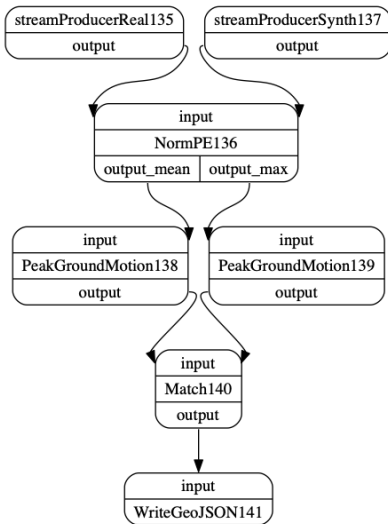 streamProducerReal135
output
streamProducerSynth137
output
input
NormPE136
output_mean
output_max
input
PeakGroundMotion138
output
input
PeakGroundMotion139
output
input
Match140
output
input
WriteGeoJSON141